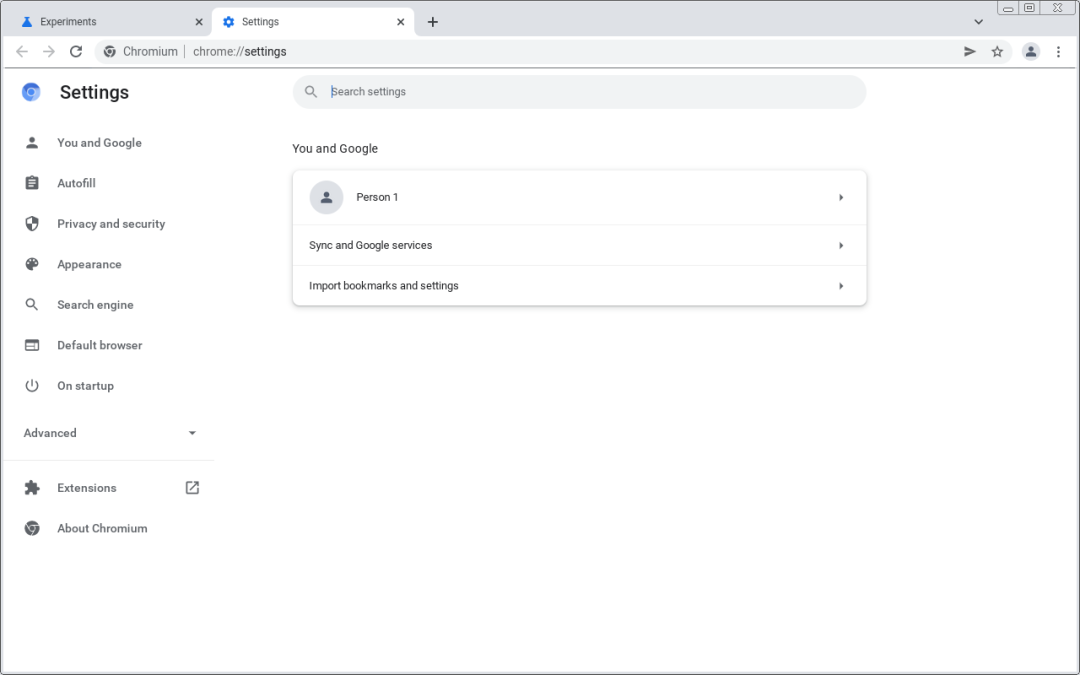 Experiments
Settings
Chromium
chrome://settings
Settings
Search settings
You and Google
Autofill
Privacy and security
Appearance
Search engine
Default browser
On startup
Advanced
Extensions
About Chromium
You and Google
Person 1
Sync and Google services
Import bookmarks and settings